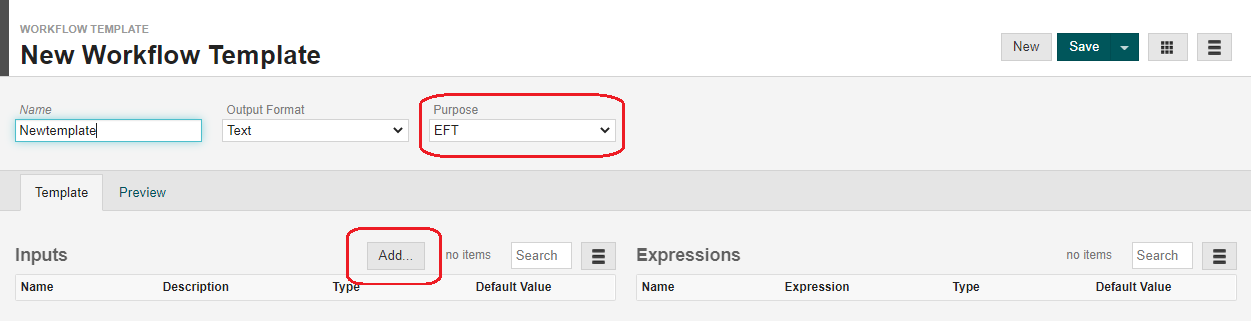 WORKFLOW TEMPLATE
New Workflow Template
New Save
Name Output Format Purpose
Newtemplate Text EFT
Template Preview
Inputs Add... no items Search Expressions no items Search
Name Description Type Default Value Name Expression Type Default Value